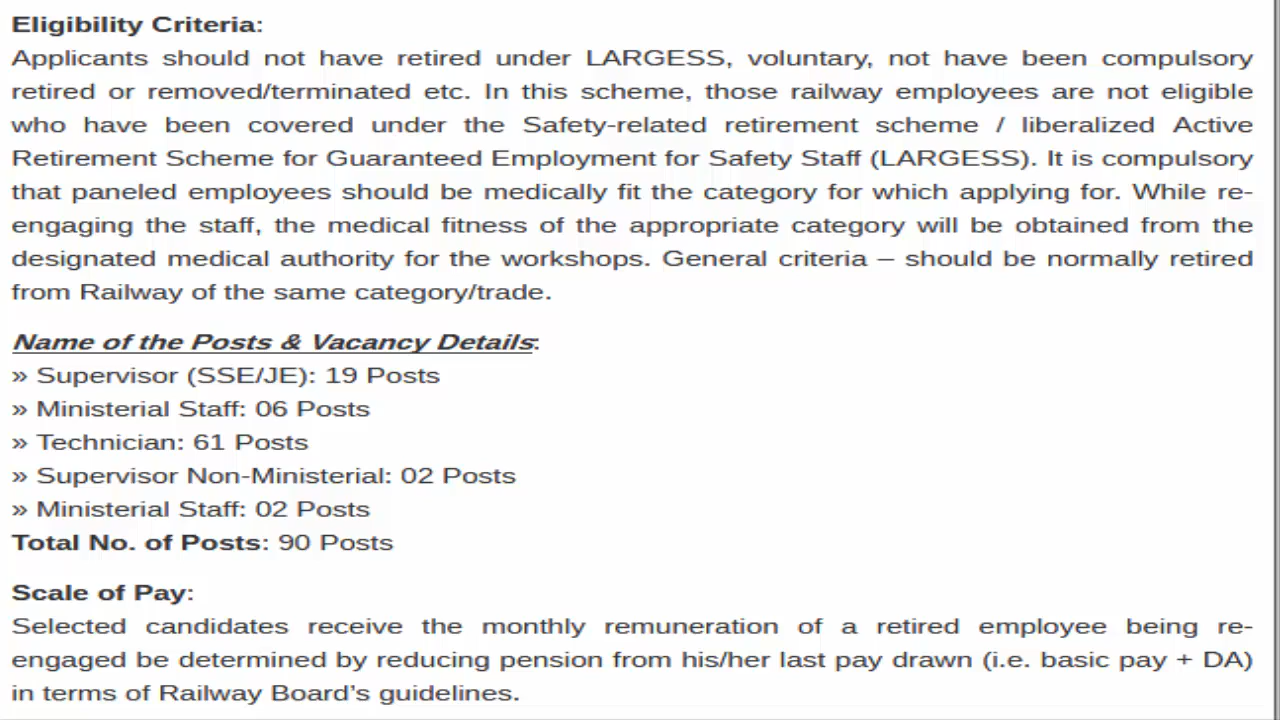 Eligibility Criteria:
Applicants should not have retired under LARGESS, voluntary, not have been compulsory
retired or removed/terminated etc. In this scheme, those railway employees are not eligible
who have been covered under the Safety-related retirement scheme / liberalized Active
Retirement Scheme for Guaranteed Employment for Safety Staff (LARGESS). It is compulsory
that paneled employees should be medically fit the category for which applying for. While re-
engaging the staff, the medical fitness of the appropriate category will be obtained from the
designated medical authority for the workshops. General criteria – should be normally retired
from Railway of the same category/trade.
Name of the Posts & Vacancy Details:
» Supervisor (SSE/JE): 19 Posts
» Ministerial Staff: 06 Posts
» Technician: 61 Posts
» Supervisor Non-Ministerial: 02 Posts
» Ministerial Staff: 02 Posts
Total No. of Posts: 90 Posts
Scale of Pay:
Selected candidates receive the monthly remuneration of a retired employee being re-
engaged be determined by reducing pension from his/her last pay drawn (i.e. basic pay + DA)
in terms of Railway Board’s guidelines.